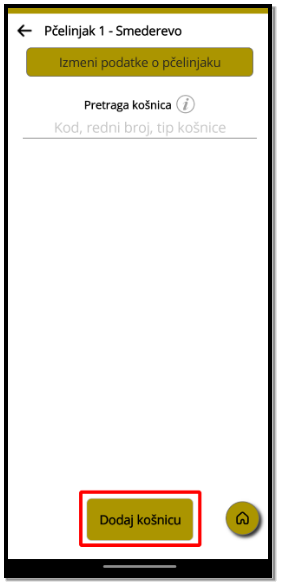 Pčelinjak 1 - Smederevo
Izmeni podatke o pčelinjaku
Pretraga košnica i
Kod, redni broj, tip košnice
Dodaj košnicu